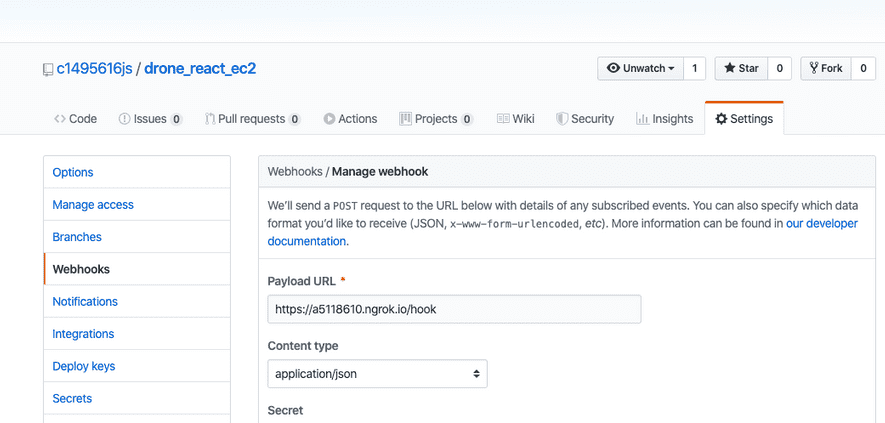 c1495616js / drone_react_ec2
Unwatch 1
Star 0
Fork 0
Code
Issues 0
Pull requests 0
Actions
Projects 0
Wiki
Security
Insights
Settings
Options
Manage access
Branches
Webhooks
Notifications
Integrations
Deploy keys
Secrets
Webhooks / Manage webhook
We'll send a POST request to the URL below with details of any subscribed events. You can also specify which data
format you'd like to receive (JSON, x-www-form-urlencoded, etc). More information can be found in our developer
documentation.
Payload URL *
https://a5118610.ngrok.io/hook
Content type
application/json
Secret